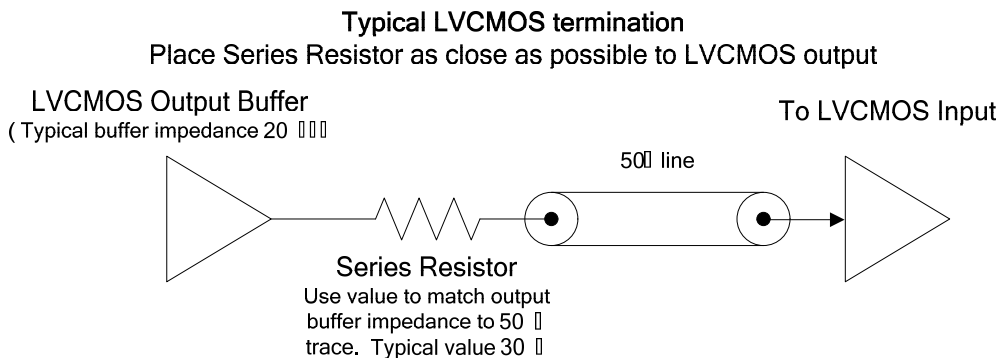 Typical LVCMOS termination
Place Series Resistor as close as possible to LVCMOS output
LVCMOS Output Buffer
( Typical buffer impedance 20 ▯▯▯
To LVCMOS Input
50▯ line
Series Resistor
Use value to match output
buffer impedance to 50 ▯
trace. Typical value 30 ▯